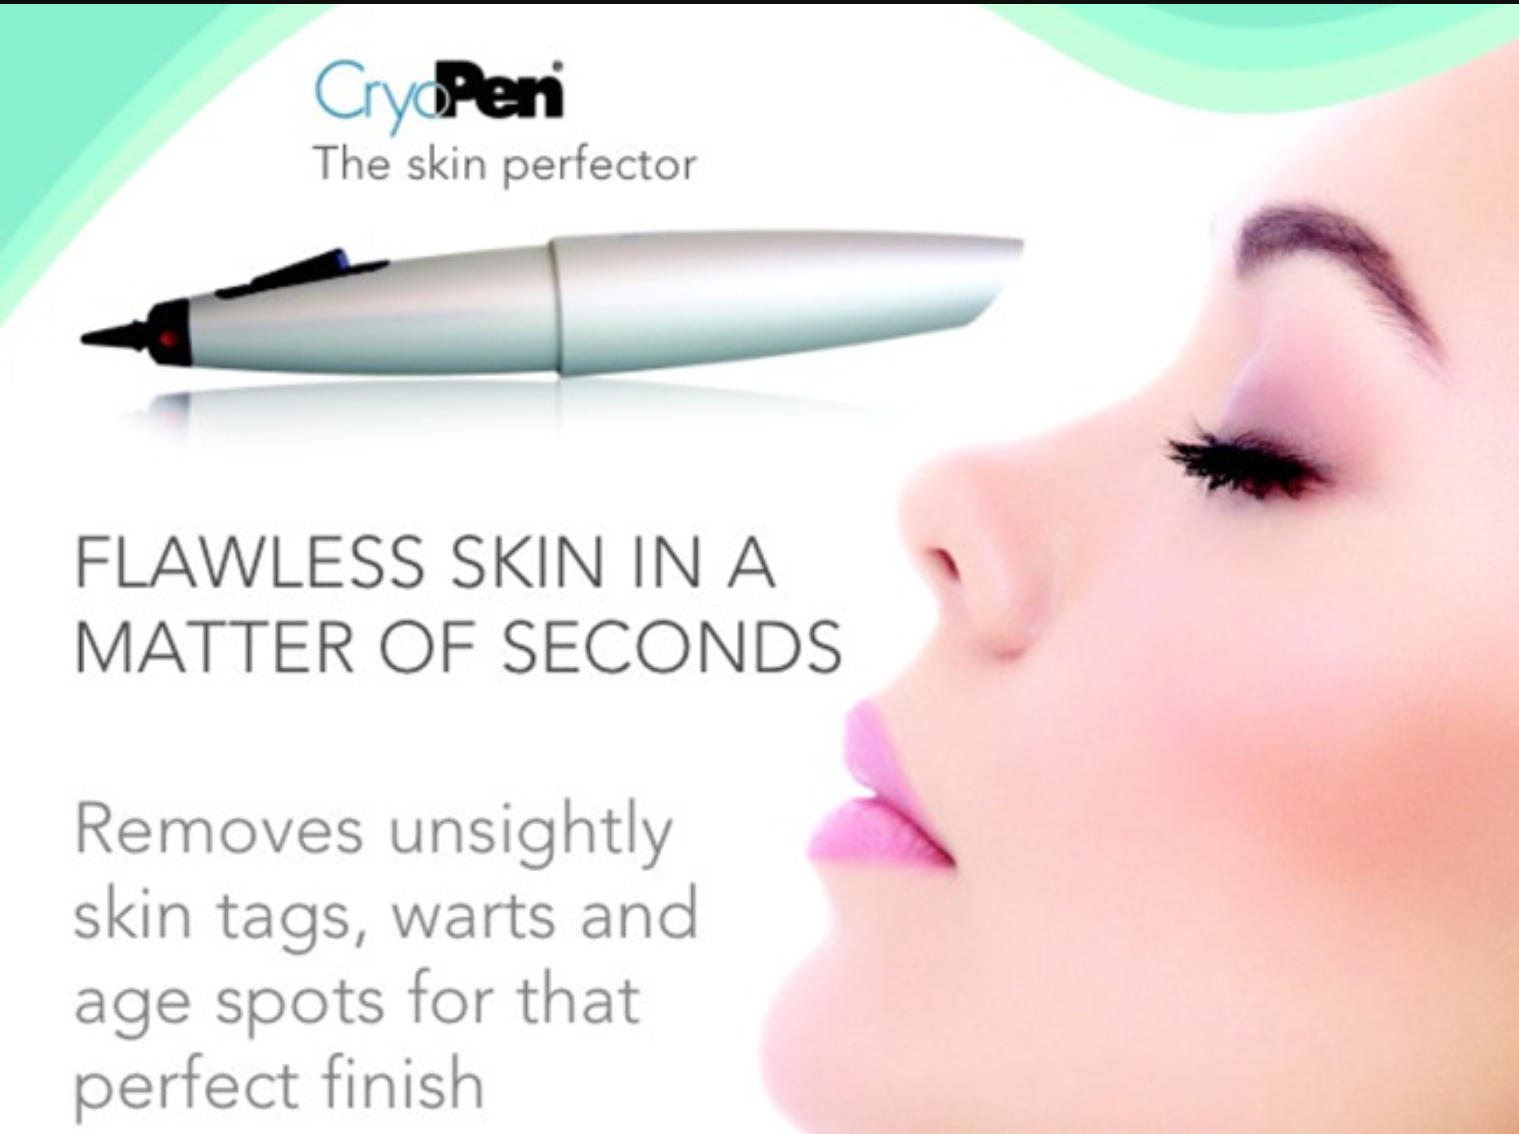 CryoPen®
The skin perfector
FLAWLESS SKIN IN A
MATTER OF SECONDS
Removes unsightly
skin tags, warts and
age spots for that
perfect finish